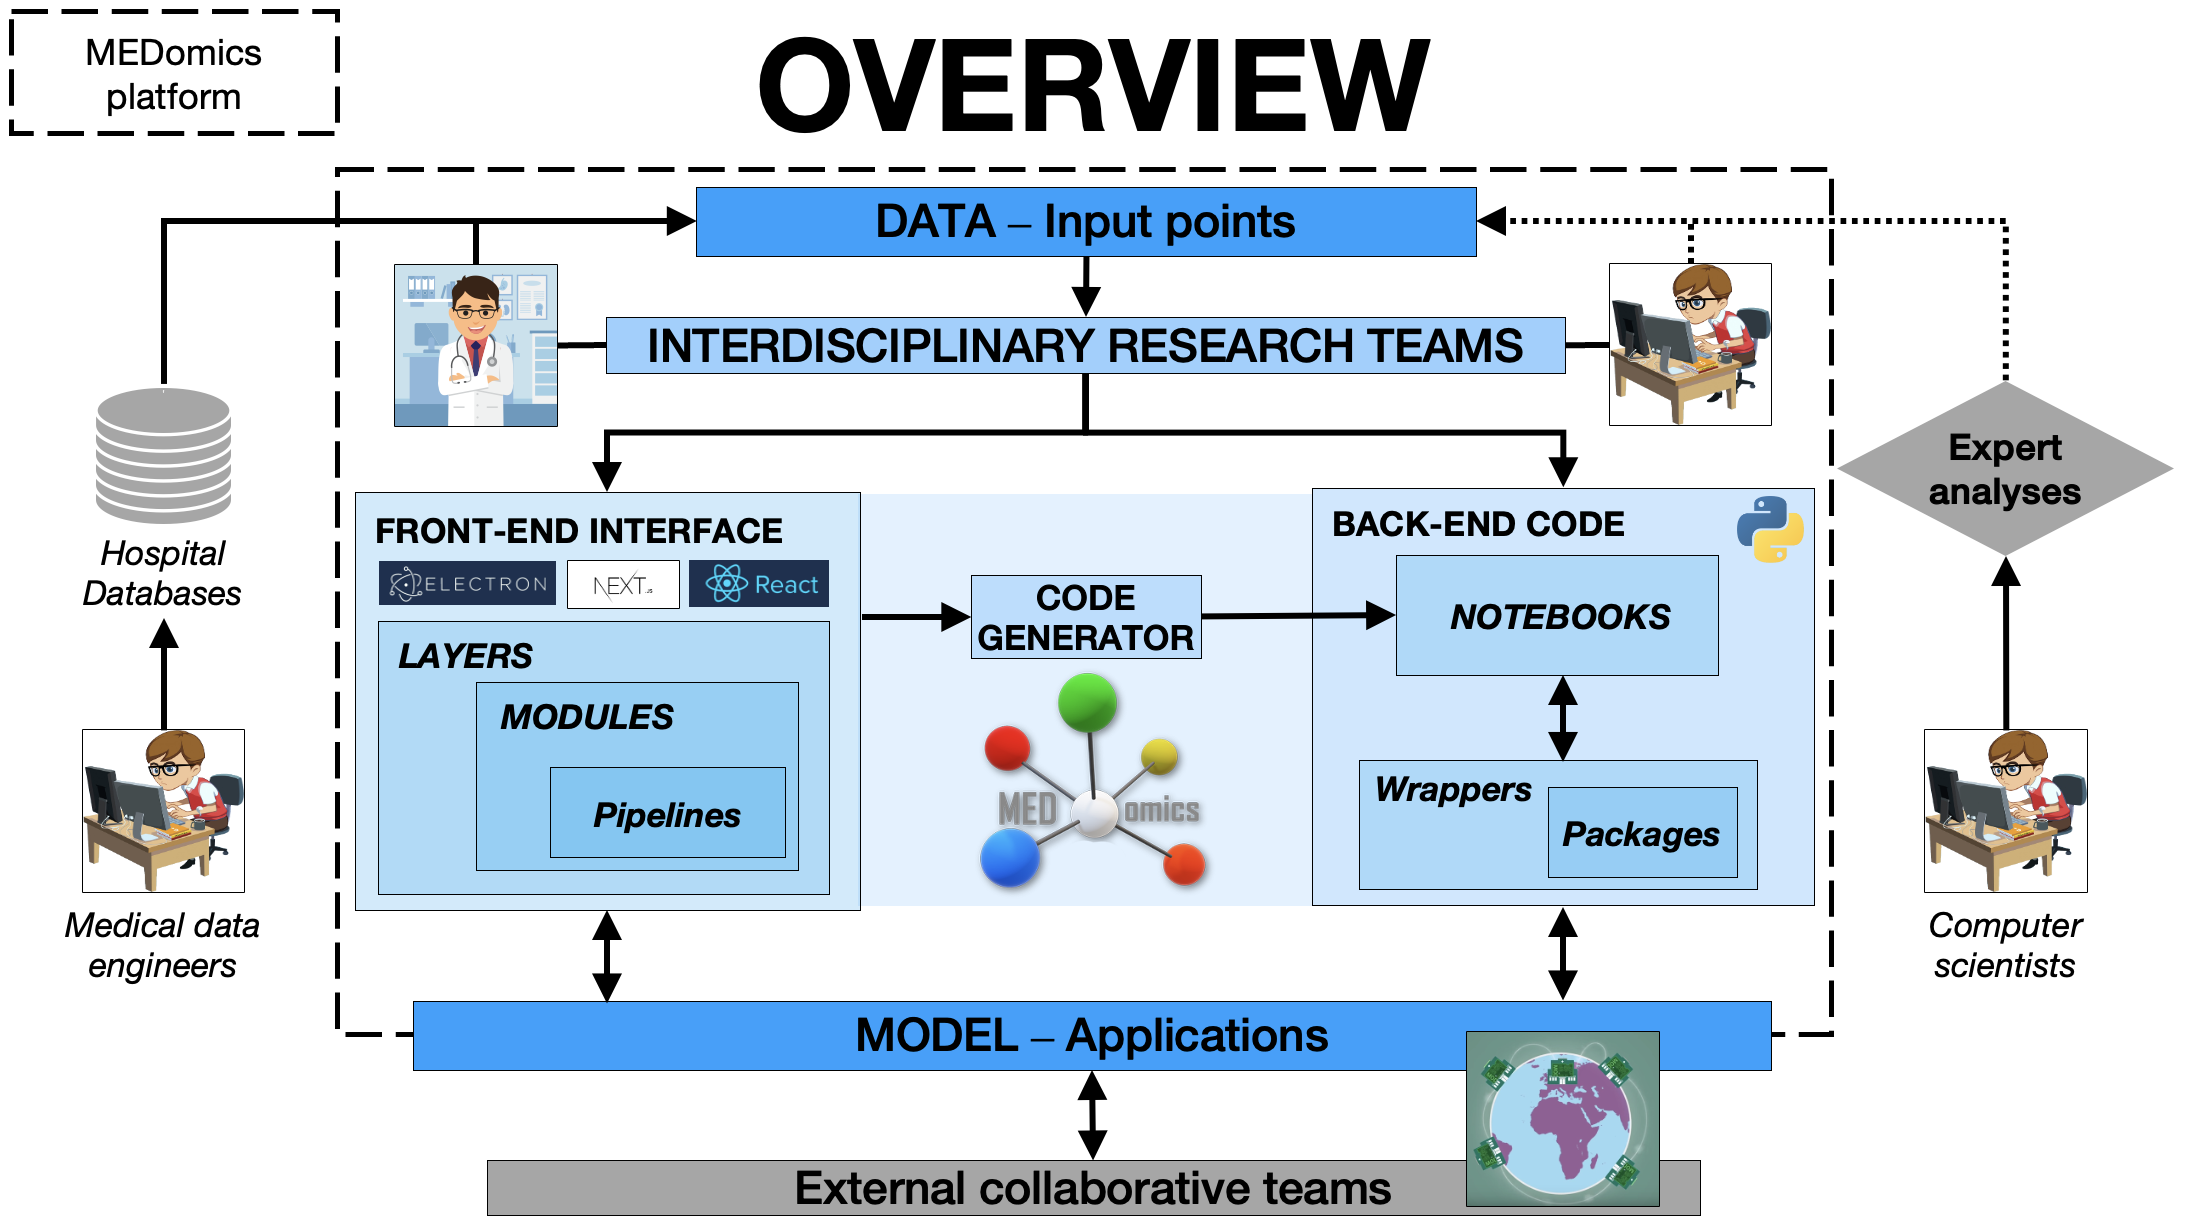 MEDomics
platform
OVERVIEW
DATA – Input points
INTERDISCIPLINARY RESEARCH TEAMS
Hospital
Databases
Medical data
engineers
FRONT-END INTERFACE
ELECTRON
NEXT.JS
React
LAYERS
MODULES
Pipelines
CODE
GENERATOR
MED omics
BACK-END CODE
NOTEBOOKS
Wrappers
Packages
Expert
analyses
Computer
scientists
MODEL – Applications
External collaborative teams